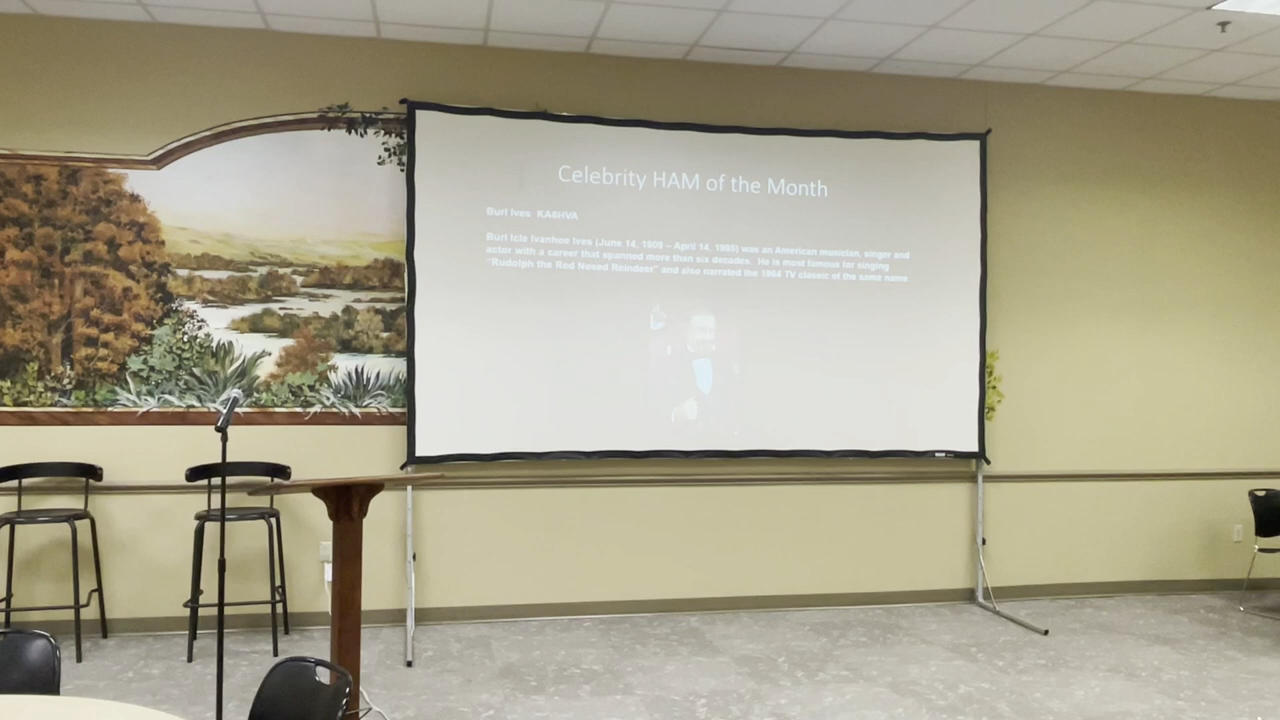 Celebrity HAM of the Month
Burl Ives KA6HVA
Burl Icle Ivanhoe Ives (June 14, 1909 – April 14, 1995) was an American musician, singer and
actor with a career that spanned more than six decades. He is most famous for singing
"Rudolph the Red Nosed Reindeer" and also narrated the 1964 TV classic of the same name